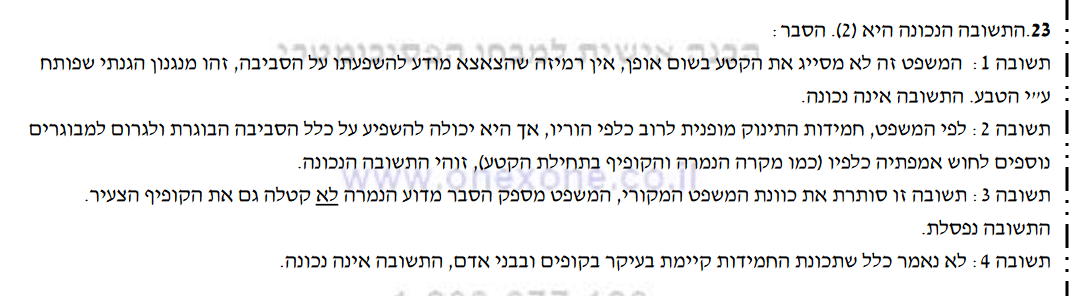 23.התשובה הנכונה היא (2). הסבר:
הכנה אישית למבחן הפסיכומטרי
תשובה 1: המשפט זה לא מסייג את הקטע בשום אופן, אין רמיזה שהצאצא מודע להשפעתו על הסביבה, זהו מנגנון הגנתי שפותח
ע״י הטבע. התשובה אינה נכונה.
תשובה 2: לפי המשפט, חמידות התינוק מופנית לרוב כלפי הוריו, אך היא יכולה להשפיע על כלל הסביבה הבוגרת ולגרום למבוגרים
נוספים לחוש אמפתיה כלפיו (כמו מקרה הנמרה והקופיף בתחילת הקטע), זוהי התשובה הנכונה.
www.onexone.co.il
תשובה 3: תשובה זו סותרת את כוונת המשפט המקורי, המשפט מספק הסבר מדוע הנמרה לא קטלה גם את הקופיף הצעיר.
התשובה נפסלת.
תשובה 4: לא נאמר כלל שתכונת החמידות קיימת בעיקר בקופים ובבני אדם, התשובה אינה נכונה.